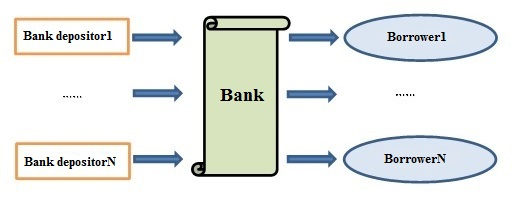 Bank depositor1
Borrower1
......
Bank
......
Bank depositorN
BorrowerN